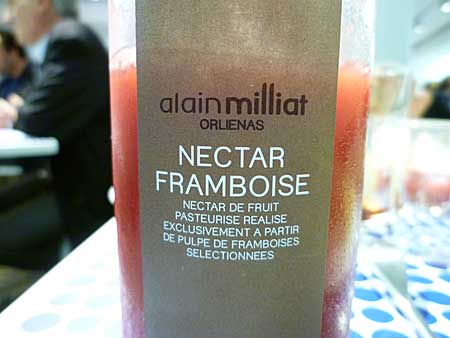 alain milliat
ORLIENAS
NECTAR
FRAMBOISE
NECTAR DE FRUIT
PASTEURISE REALISE
EXCLUSIVEMENT A PARTIR
DE PULPE DE FRAMBOISES
SELECTIONNEES